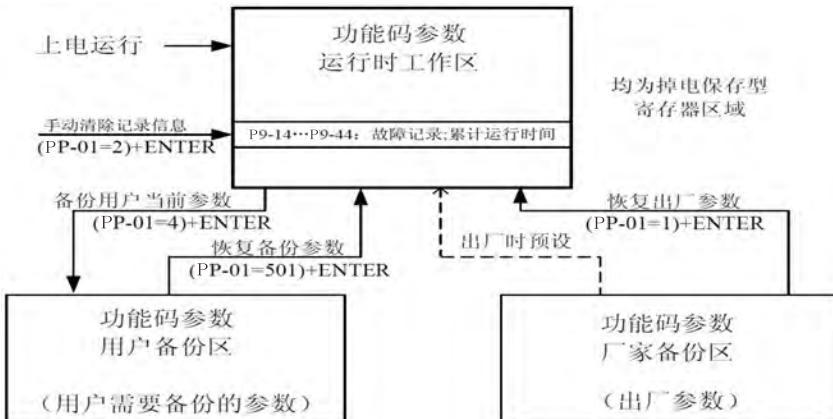 上电运行
功能码参数
运行时工作区
均为掉电保存型
寄存器区域
手动清除记录信息
(PP-01=2)+ENTER
P9-14…P9-44：故障记录;累计运行时间
备份用户当前参数
(PP-01=4)+ENTER
恢复备份参数
(PP-01=501)+ENTER
出厂时预设
恢复出厂参数
(PP-01=1)+ENTER
功能码参数
用户备份区
（用户需要备份的参数）
功能码参数
厂家备份区
（出厂参数）